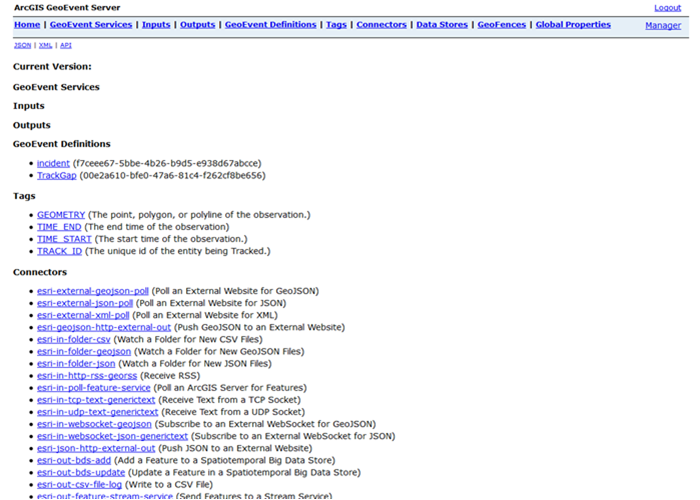 ArcGIS GeoEvent Server Logout
Home | GeoEvent Services | Inputs | Outputs | GeoEvent Definitions | Tags | Connectors | Data Stores | GeoFences | Global Properties Manager
JSON | XML | API
Current Version:
GeoEvent Services
Inputs
Outputs
GeoEvent Definitions
incident (f7ceee67-5bbe-4b26-b9d5-e938d67abcce)
TrackGap (00e2a610-bfe0-47a6-81c4-f262cf8be656)
Tags
GEOMETRY (The point, polygon, or polyline of the observation.)
TIME_END (The end time of the observation)
TIME_START (The start time of the observation.)
TRACK_ID (The unique id of the entity being Tracked.)
Connectors
esri-external-geojson-poll (Poll an External Website for GeoJSON)
esri-external-json-poll (Poll an External Website for JSON)
esri-external-xml-poll (Poll an External Website for XML)
esri-geojson-http-external-out (Push GeoJSON to an External Website)
esri-in-folder-csv (Watch a Folder for New CSV Files)
esri-in-folder-geojson (Watch a Folder for New GeoJSON Files)
esri-in-folder-json (Watch a Folder for New JSON Files)
esri-in-http-rss-georss (Receive RSS)
esri-in-poll-feature-service (Poll an ArcGIS Server for Features)
esri-in-tcp-text-generictext (Receive Text from a TCP Socket)
esri-in-udp-text-generictext (Receive Text from a UDP Socket)
esri-in-websocket-geojson (Subscribe to an External WebSocket for GeoJSON)
esri-in-websocket-json_generictext (Subscribe to an External WebSocket for JSON)
esri-json-http-external-out (Push JSON to an External Website)
esri-out-bds-add (Add a Feature to a Spatiotemporal Big Data Store)
esri-out-bds-update (Update a Feature in a Spatiotemporal Big Data Store)
esri-out-csv-file-log (Write to a CSV File)
esri-out-feature-stream-service (Send Features to a Stream Service)